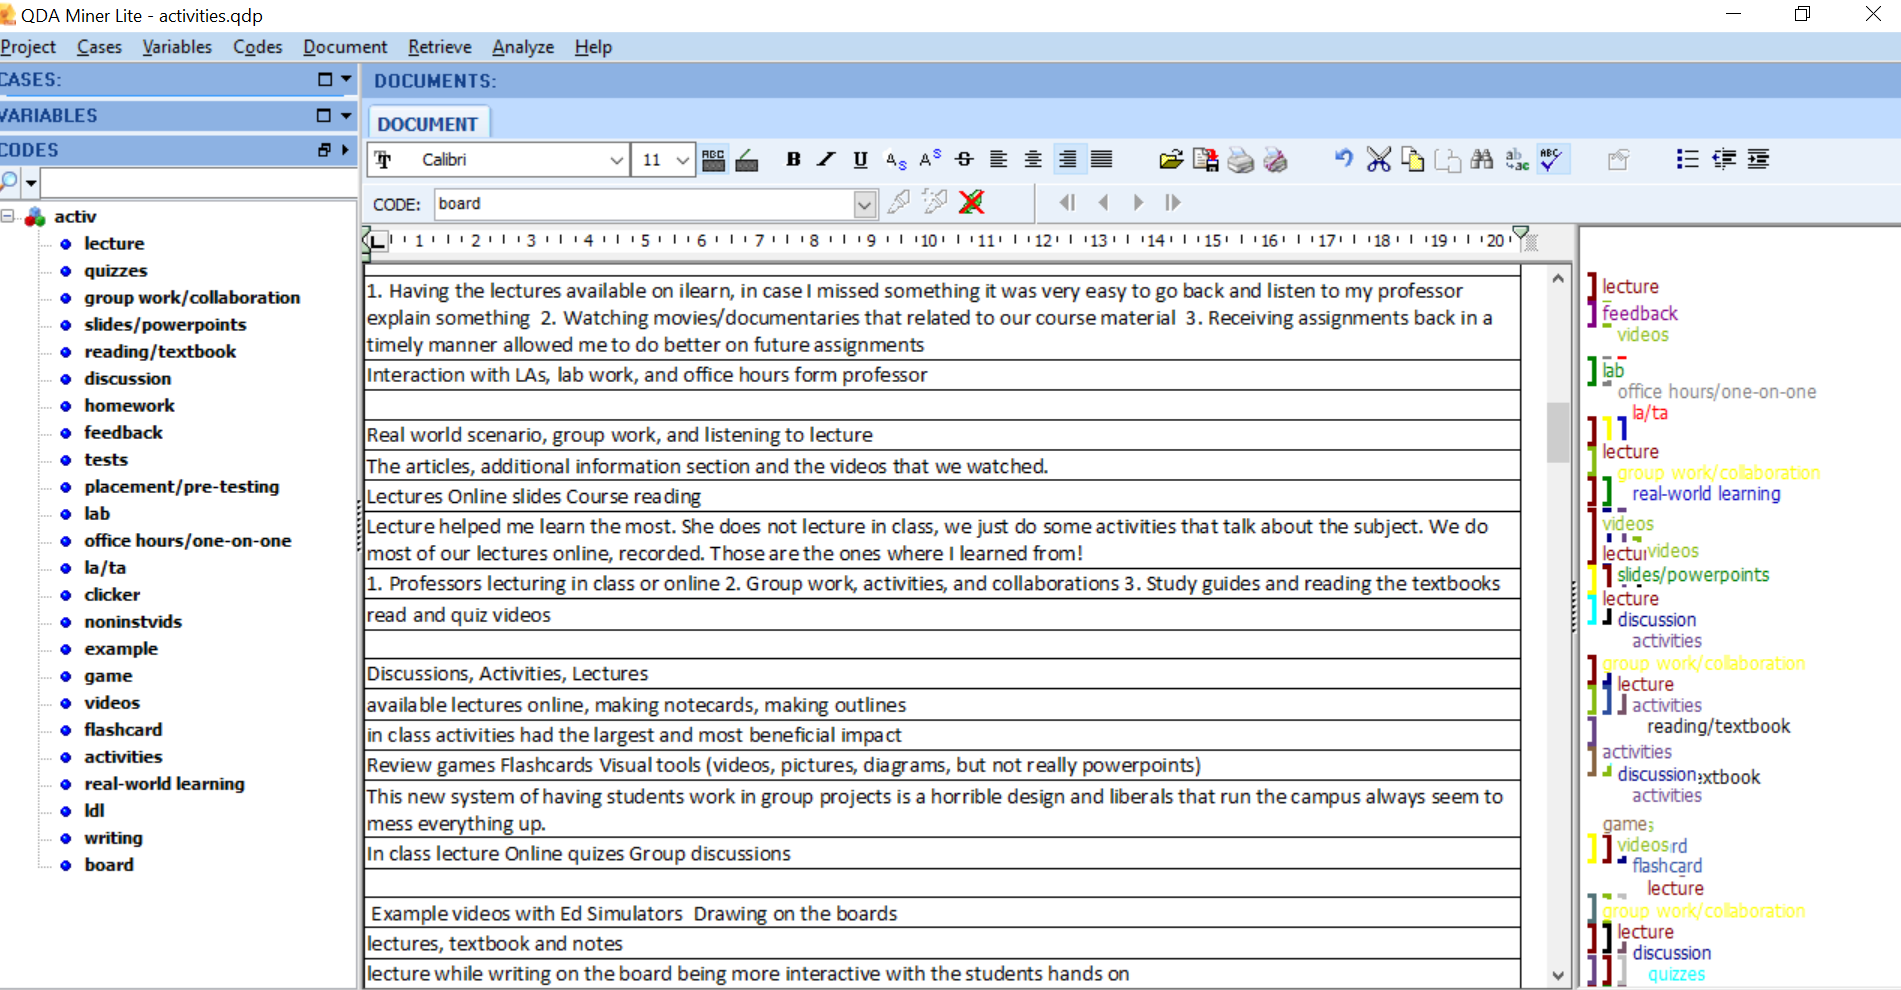 QDA Miner Lite - activities.qdp
Project Cases Variables Codes Document Retrieve Analyze Help
CASES:
VARIABLES
CODES
activ
lecture
quizzes
group work/collaboration
slides/powerpoints
reading/textbook
discussion
homework
feedback
tests
placement/pre-testing
lab
office hours/one-on-one
la/ta
clicker
noninstvids
example
game
videos
flashcard
activities
real-world learning
ldl
writing
board
DOCUMENTS:
DOCUMENT
Calibri 11
CODE: board
1 2 3 4 5 6 7 8 9 10 11 12 13 14 15 16 17 18 19 20
1. Having the lectures available on ilearn, in case I missed something it was very easy to go back and listen to my professor
explain something 2. Watching movies/documentaries that related to our course material 3. Receiving assignments back in a
timely manner allowed me to do better on future assignments
Interaction with LAs, lab work, and office hours form professor
Real world scenario, group work, and listening to lecture
The articles, additional information section and the videos that we watched.
Lectures Online slides Course reading
Lecture helped me learn the most. She does not lecture in class, we just do some activities that talk about the subject. We do
most of our lectures online, recorded. Those are the ones where I learned from!
1. Professors lecturing in class or online 2. Group work, activities, and collaborations 3. Study guides and reading the textbooks
read and quiz videos
Discussions, Activities, Lectures
available lectures online, making notecards, making outlines
in class activities had the largest and most beneficial impact
Review games Flashcards Visual tools (videos, pictures, diagrams, but not really powerpoints)
This new system of having students work in group projects is a horrible design and liberals that run the campus always seem to
mess everything up.
In class lecture Online quizes Group discussions
Example videos with Ed Simulators Drawing on the boards
lectures, textbook and notes
lecture while writing on the board being more interactive with the students hands on
lecture
feedback
videos
lab
office hours/one-on-one
la/ta
lecture
group work/collaboration
real-world learning
videos
videos
slides/powerpoints
lecture
discussion
activities
group work/collaboration
lecture
activities
reading/textbook
activities
discussion
activities
game
videos
flashcard
lecture
group work/collaboration
lecture
discussion
quizzes